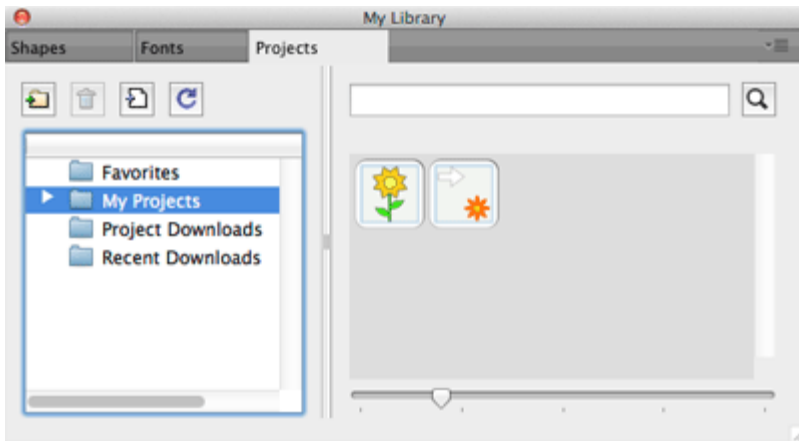 My Library
Shapes Fonts Projects
Favorites
My Projects
Project Downloads
Recent Downloads